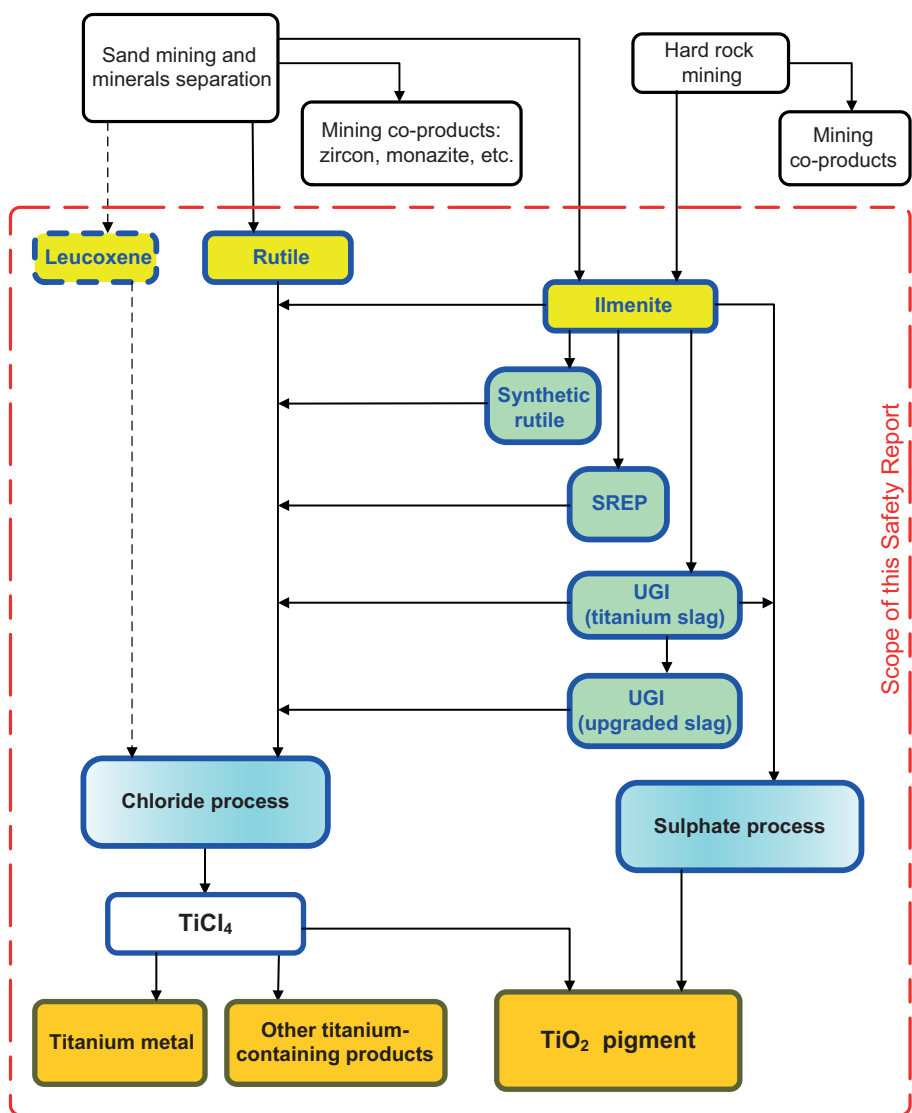 Sand mining and
minerals separation
Hard rock
mining
Mining co-products:
zircon, monazite, etc.
Mining
co-products
Leucoxene
Rutile
Ilmenite
Synthetic
rutile
SREP
UGI
(titanium slag)
UGI
(upgraded slag)
Scope of this Safety Report
Chloride process
Sulphate process
TiCl₄
Titanium metal
Other titanium-
containing products
TiO₂ pigment